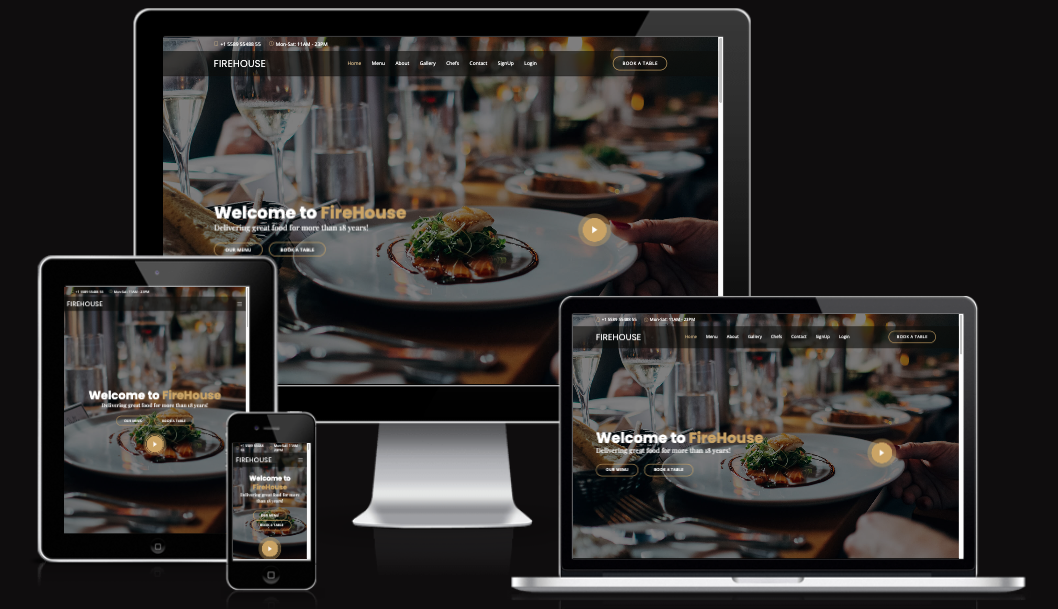 +1 5589 55488 55 Mon-Sat: 11AM - 23PM
FIREHOUSE Home Menu About Gallery Chefs Contact SignUp Login BOOK A TABLE
Welcome to FireHouse
Delivering great food for more than 18 years!
OUR MENU BOOK A TABLE
+1 5589 55488 55 Mon-Sat: 11AM - 23PM
FIREHOUSE
Welcome to FireHouse
Delivering great food for more than 18 years!
OUR MENU BOOK A TABLE
+1 5589 55488 55 Mon-Sat: 11AM - 23PM
FIREHOUSE
Welcome to
FireHouse
Delivering great food for more
than 18 years!
OUR MENU
BOOK A TABLE
+1 5589 55488 55 Mon-Sat: 11AM - 23PM
FIREHOUSE Home Menu About Gallery Chefs Contact SignUp Login BOOK A TABLE
Welcome to FireHouse
Delivering great food for more than 18 years!
OUR MENU BOOK A TABLE